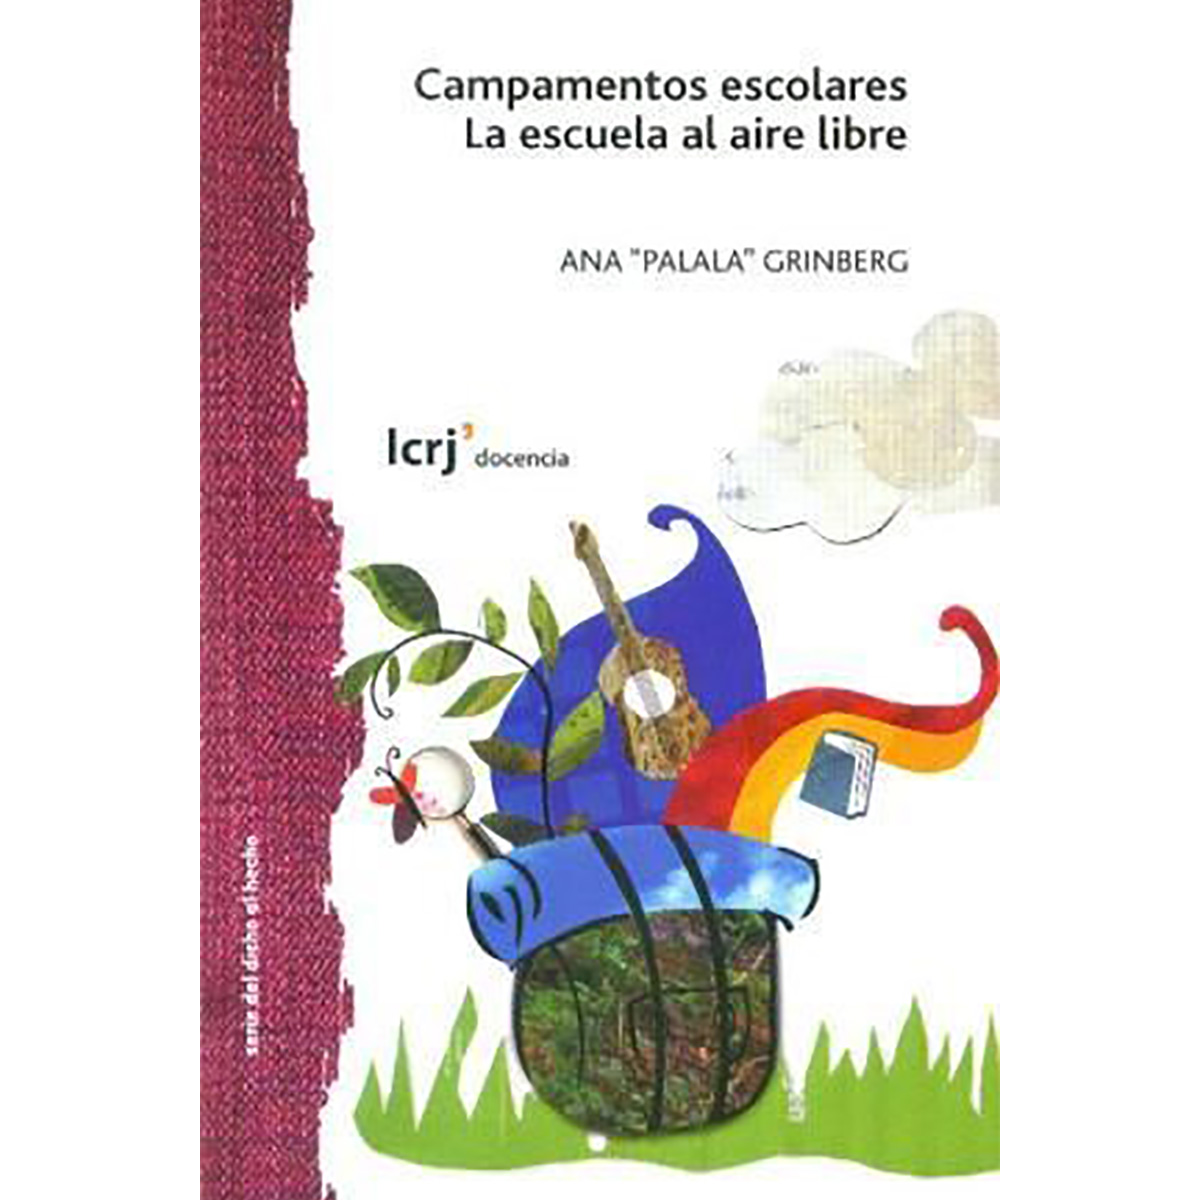 Campamentos escolares
La escuela al aire libre
ANA "PALALA" GRINBERG
lcrj' docencia
serie del dicho al hecho